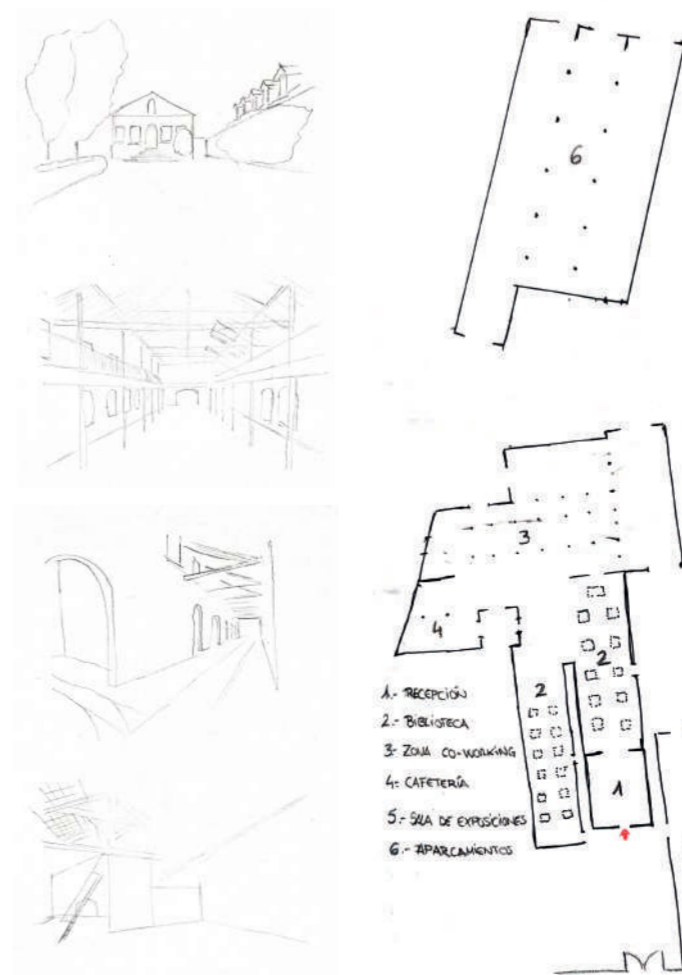 6
3
4
2
2
1
1.- RECEPCIÓN
2.- BIBLIOTECA
3- ZONA CO-WORKING
4- CAFETERÍA
5.- SALA DE EXPOSICIONES
6.- APARCAMIENTOS